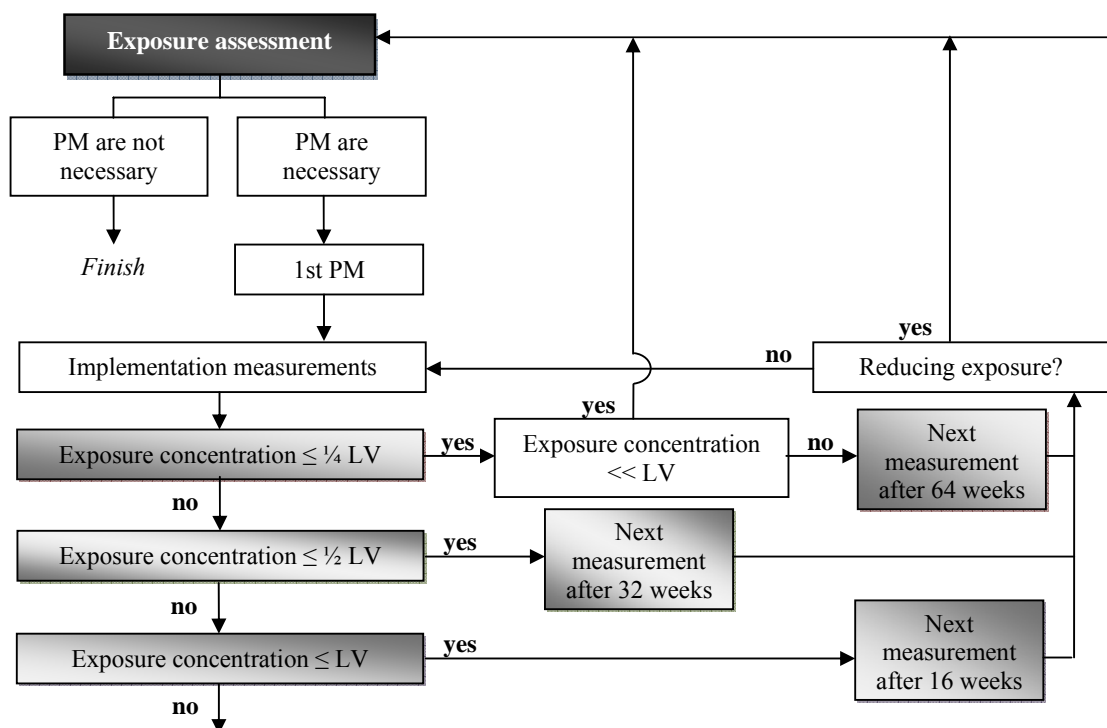 Exposure assessment
PM are not
necessary
PM are
necessary
Finish
1st PM
yes
no
Implementation measurements
Reducing exposure?
yes
Exposure concentration ≤ ¼ LV
yes
Exposure concentration
<< LV
no
Next
measurement
after 64 weeks
no
Exposure concentration ≤ ½ LV
yes
Next
measurement
after 32 weeks
no
Exposure concentration ≤ LV
yes
Next
measurement
after 16 weeks
no